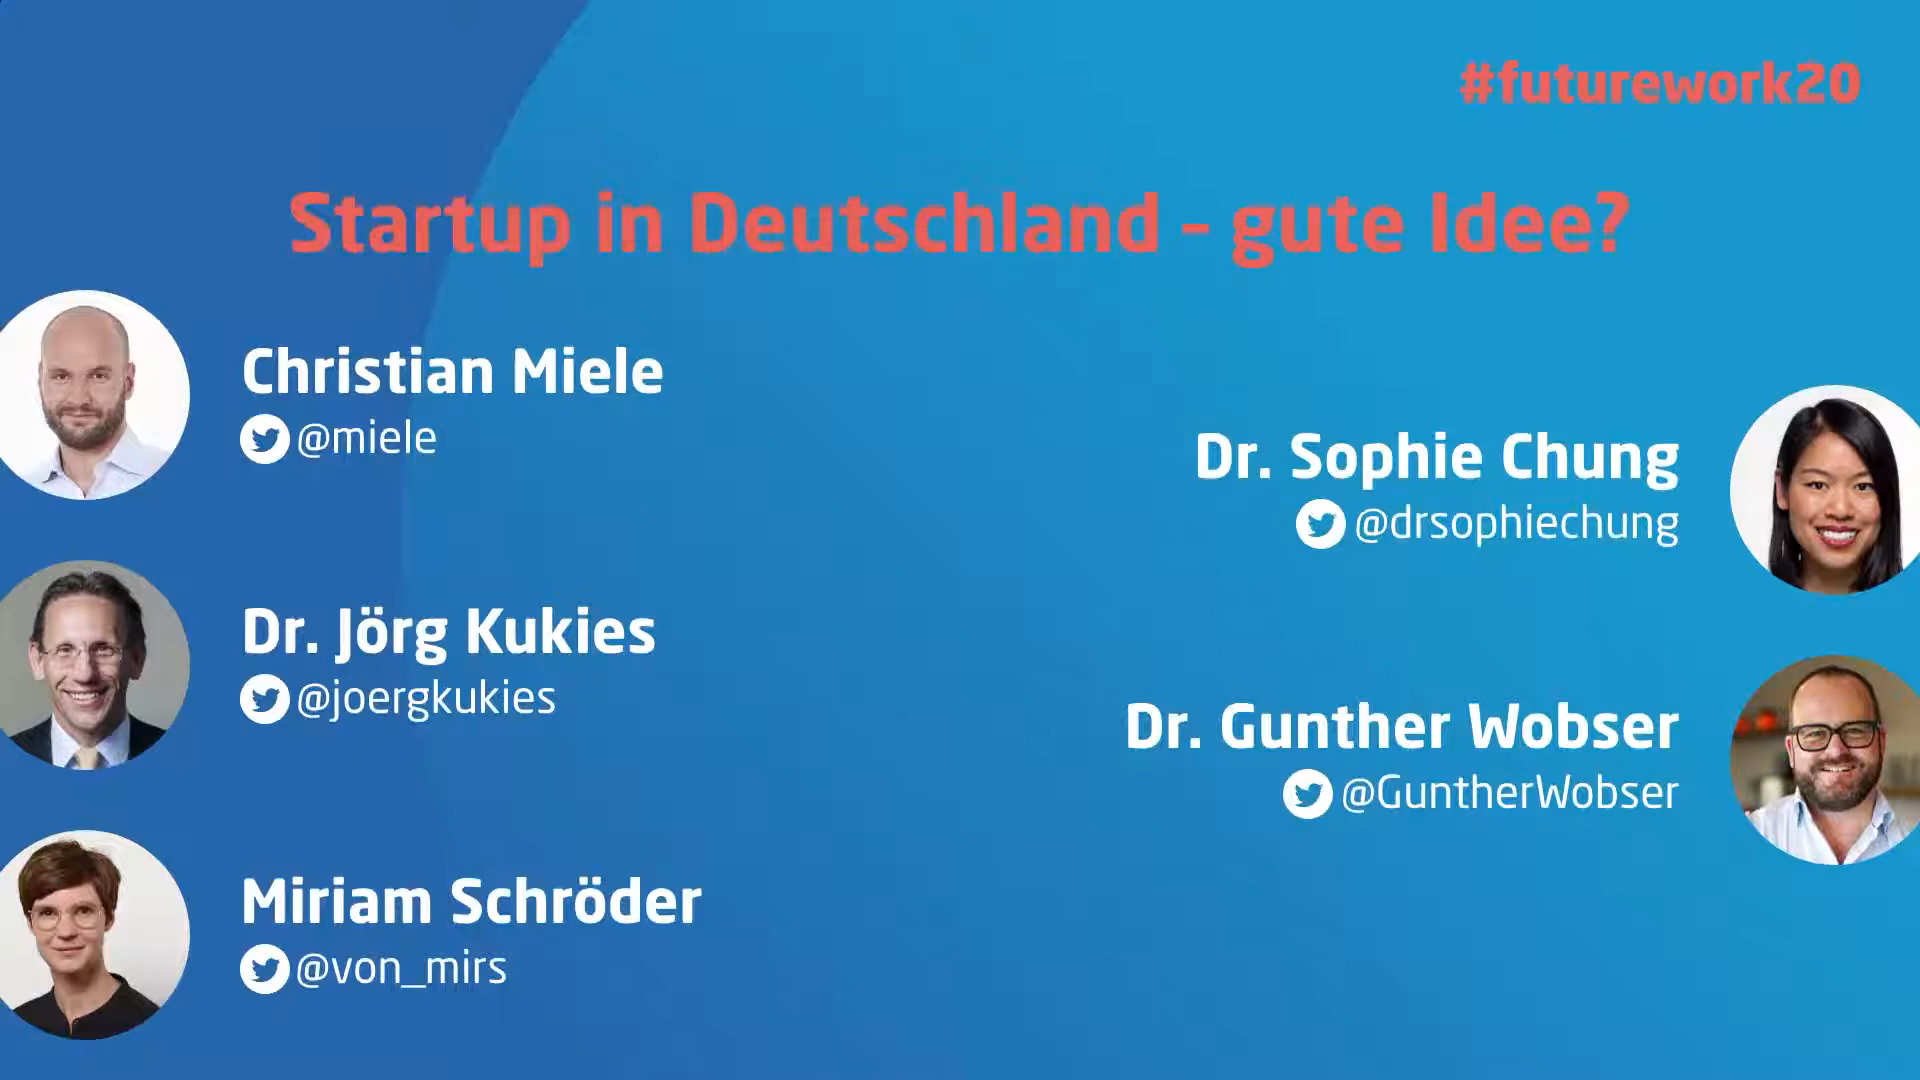 #futurework20
Startup in Deutschland - gute Idee?
Christian Miele
@miele
Dr. Jörg Kukies
@joergkukies
Miriam Schröder
@von_mirs
Dr. Sophie Chung
@drsophiechung
Dr. Gunther Wobser
@GuntherWobser